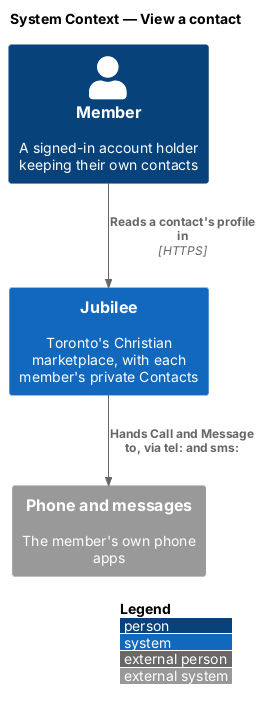 System Context — View a contact
Member
A signed-in account holder
keeping their own contacts
Reads a contact's profile
in
[HTTPS]
Jubilee
Toronto's Christian
marketplace, with each
member's private Contacts
Hands Call and Message
to, via tel: and sms:
Phone and messages
The member's own phone
apps
Legend
person
system
external person
external system